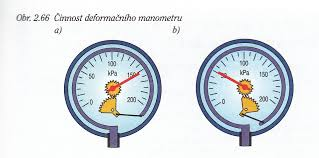 Obr. 2.66 Činnost deformačního manometru
a) b)
100 100
kPa kPa
50 150 50 150
0 200 0 200